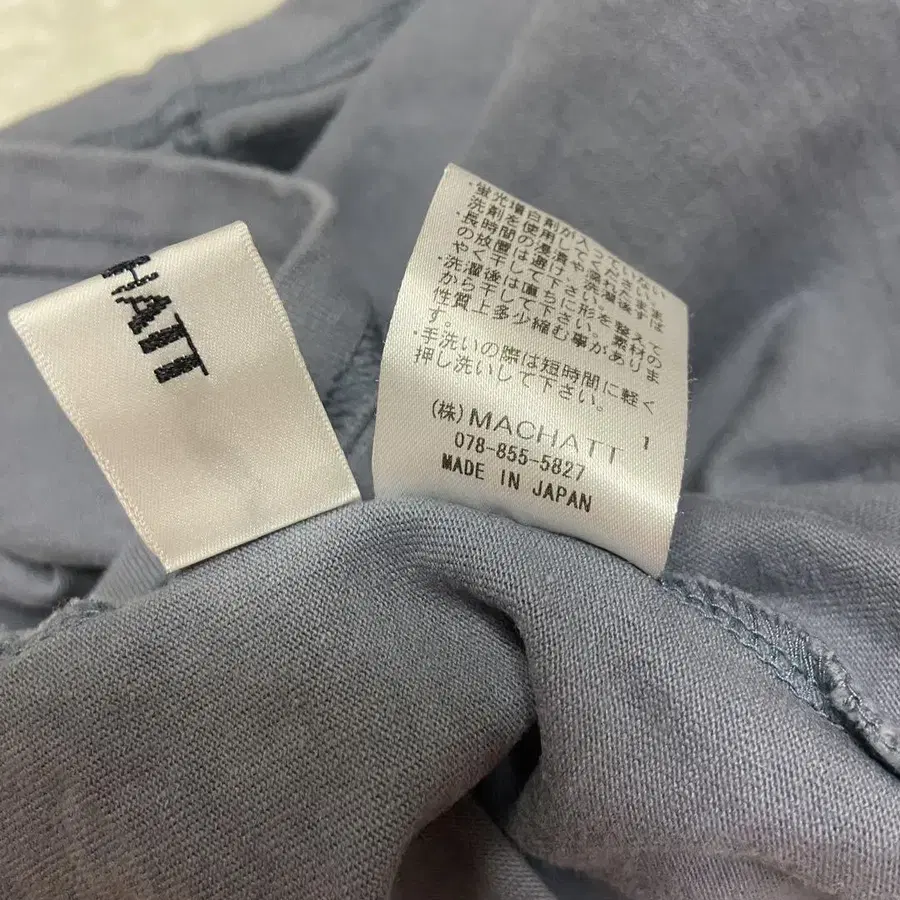 HATT
・蛍光増白剤が入っていない
洗剤を使用して下さい。
・長時間の浸漬や濡れたまま
の放置は避け、洗濯後はす
やく干して下さい。
・洗濯後は直ちに形を整えて
から干して下さい。素材の
性質上多少縮む事がありま
す。
・手洗いの際は短時間に軽く
押し洗いして下さい。
(株)MACHATT 1
078-855-5827
MADE IN JAPAN